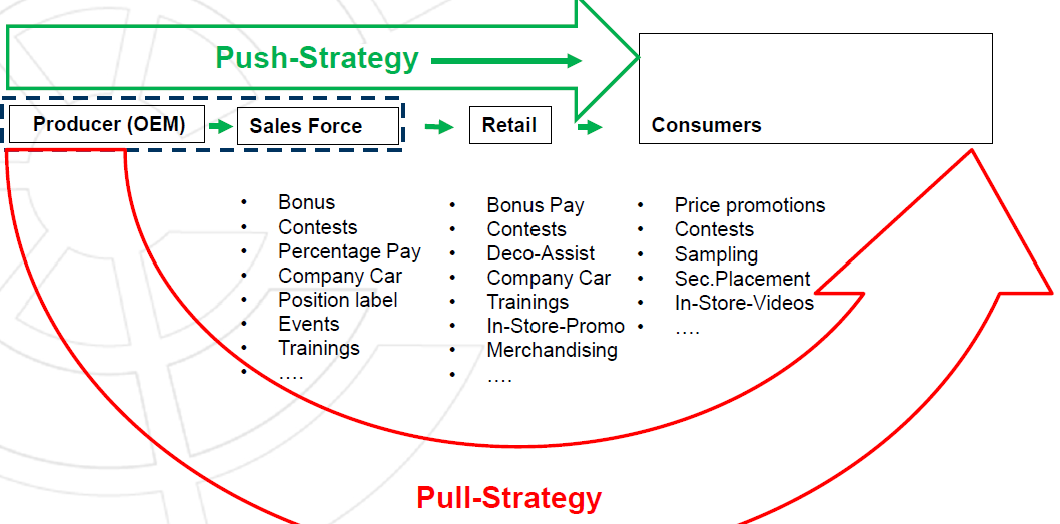 Push-Strategy
Producer (OEM)
Sales Force
Retail
Consumers
• Bonus
• Contests
• Percentage Pay
• Company Car
• Position label
• Events
• Trainings
• ....
• Bonus Pay
• Contests
• Deco-Assist
• Company Car
• Trainings
• In-Store-Promo
• Merchandising
• ....
• Price promotions
• Contests
• Sampling
• Sec.Placement
• In-Store-Videos
• ....
Pull-Strategy